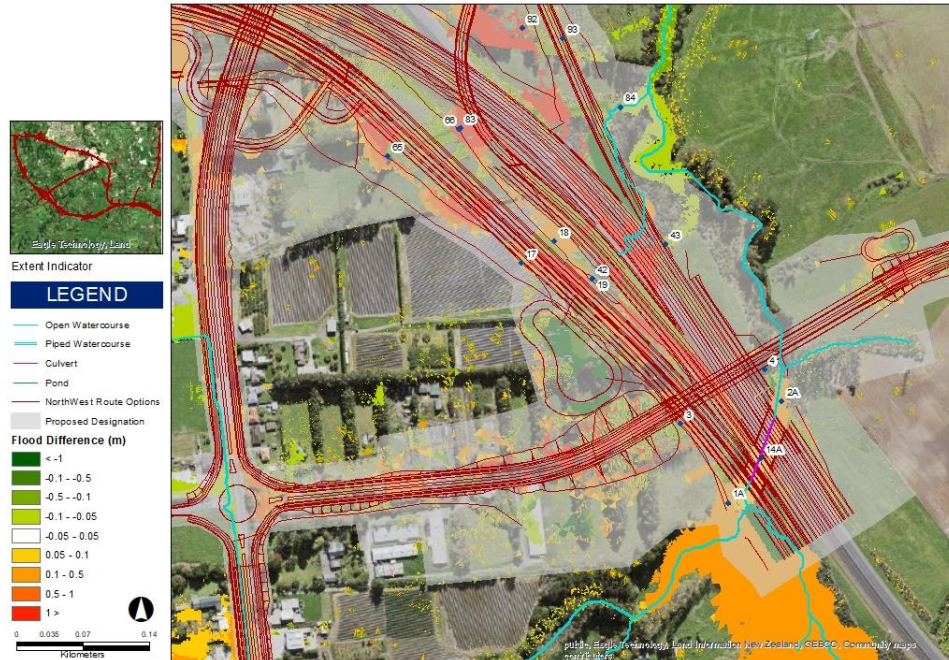 Eagle Technology, Land
Extent Indicator
LEGEND
Open Watercourse
Piped Watercourse
Culvert
Pond
NorthWest Route Options
Proposed Designation
Flood Difference (m)
< -1
-0.1 - -0.5
-0.5 - -0.1
-0.1 - -0.05
-0.05 - 0.05
0.05 - 0.1
0.1 - 0.5
0.5 - 1
1 >
0 0.035 0.07 0.14
Kilometers
92
93
84
66
83
65
18
43
17
42
19
4
2A
3
14A
1A
public, Eagle Technology, Land Information New Zealand, GEBCO, Community maps
contributors